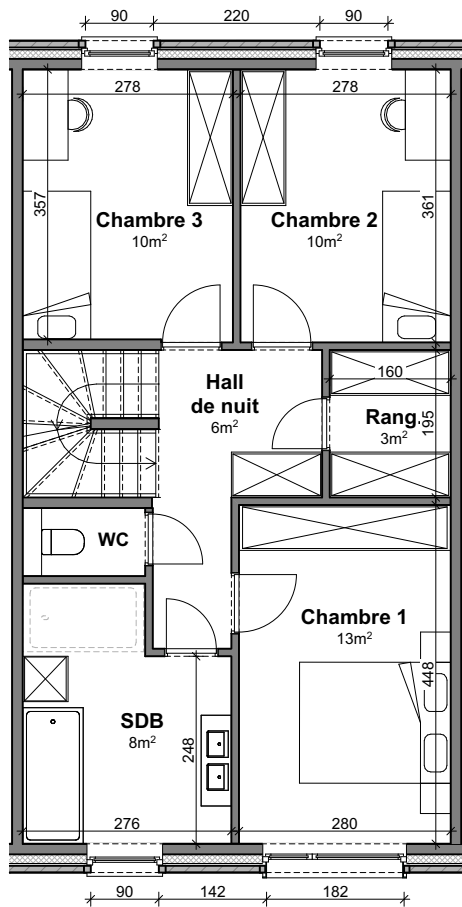 90 220 90
278 278
357 361
Chambre 3 Chambre 2
10m² 10m²
Hall
de nuit
6m²
160
Rang.
3m²
195
WC
Chambre 1
13m²
448
SDB
8m²
248
276 280
90 142 182